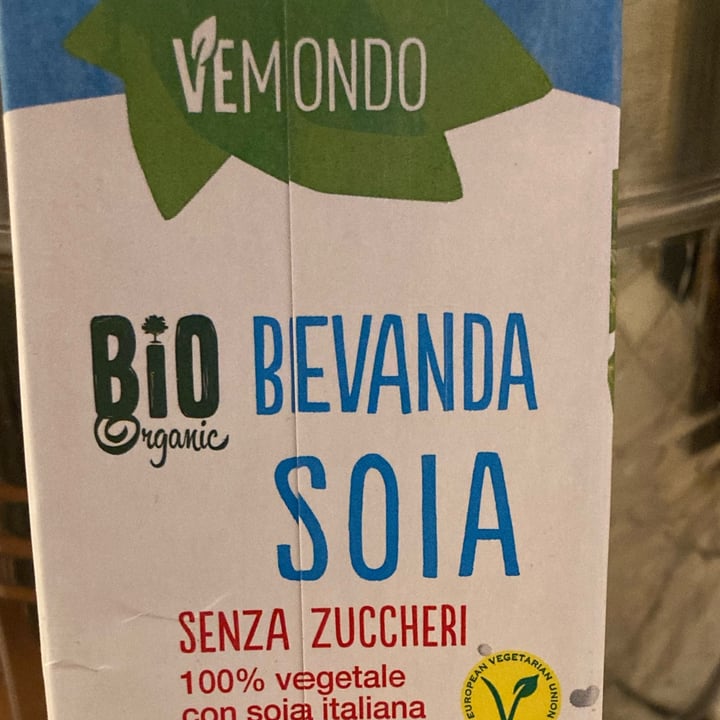 VEMONDO
BIO
Organic
BEVANDA
SOIA
SENZA ZUCCHERI
100% vegetale
con soia italiana
EUROPEAN VEGETARIAN UNION